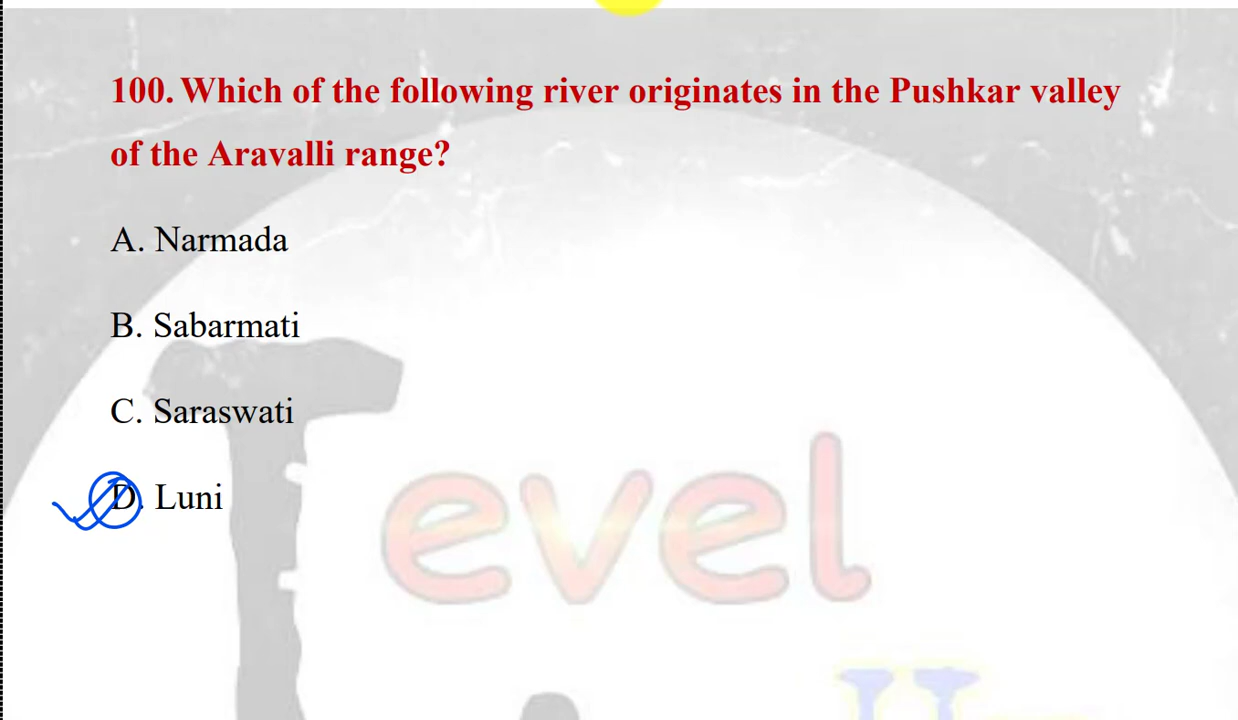 100. Which of the following river originates in the Pushkar valley
of the Aravalli range?
A. Narmada
B. Sabarmati
C. Saraswati
D. Luni
evel